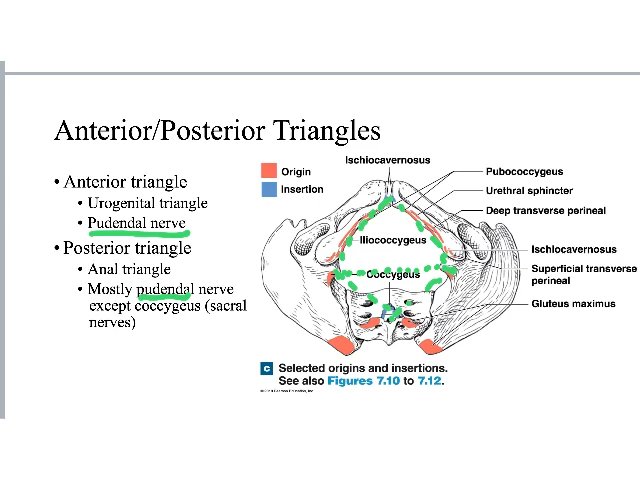 Anterior/Posterior Triangles
• Anterior triangle
• Urogenital triangle
• Pudendal nerve
• Posterior triangle
• Anal triangle
• Mostly pudendal nerve
except coccygeus (sacral
nerves)
Origin
Insertion
Ischiocavernosus
Pubococcygeus
Urethral sphincter
Deep transverse perineal
Iliococcygeus
Ischiocavernosus
Coccygeus
Superficial transverse
perineal
Gluteus maximus
c Selected origins and insertions.
See also Figures 7.10 to 7.12.